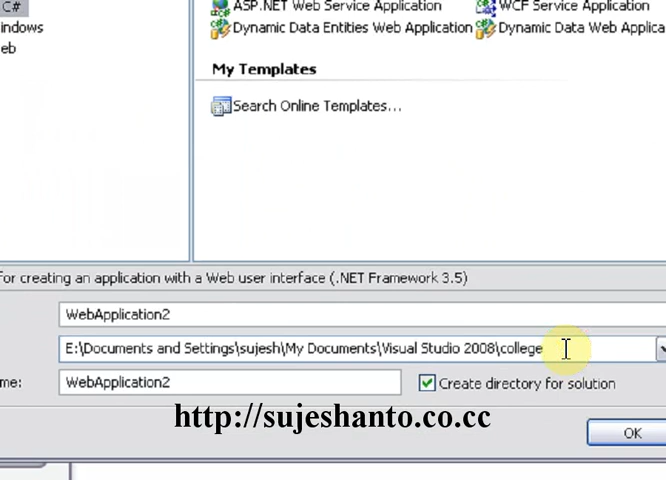 C#
indows
eb
ASP.NET Web Service Application
WCF Service Application
Dynamic Data Entities Web Application
Dynamic Data Web Applica
My Templates
Search Online Templates...
for creating an application with a Web user interface (.NET Framework 3.5)
WebApplication2
E:\Documents and Settings\sujesh\My Documents\Visual Studio 2008\college
me:
WebApplication2
Create directory for solution
http://sujeshanto.co.cc
OK